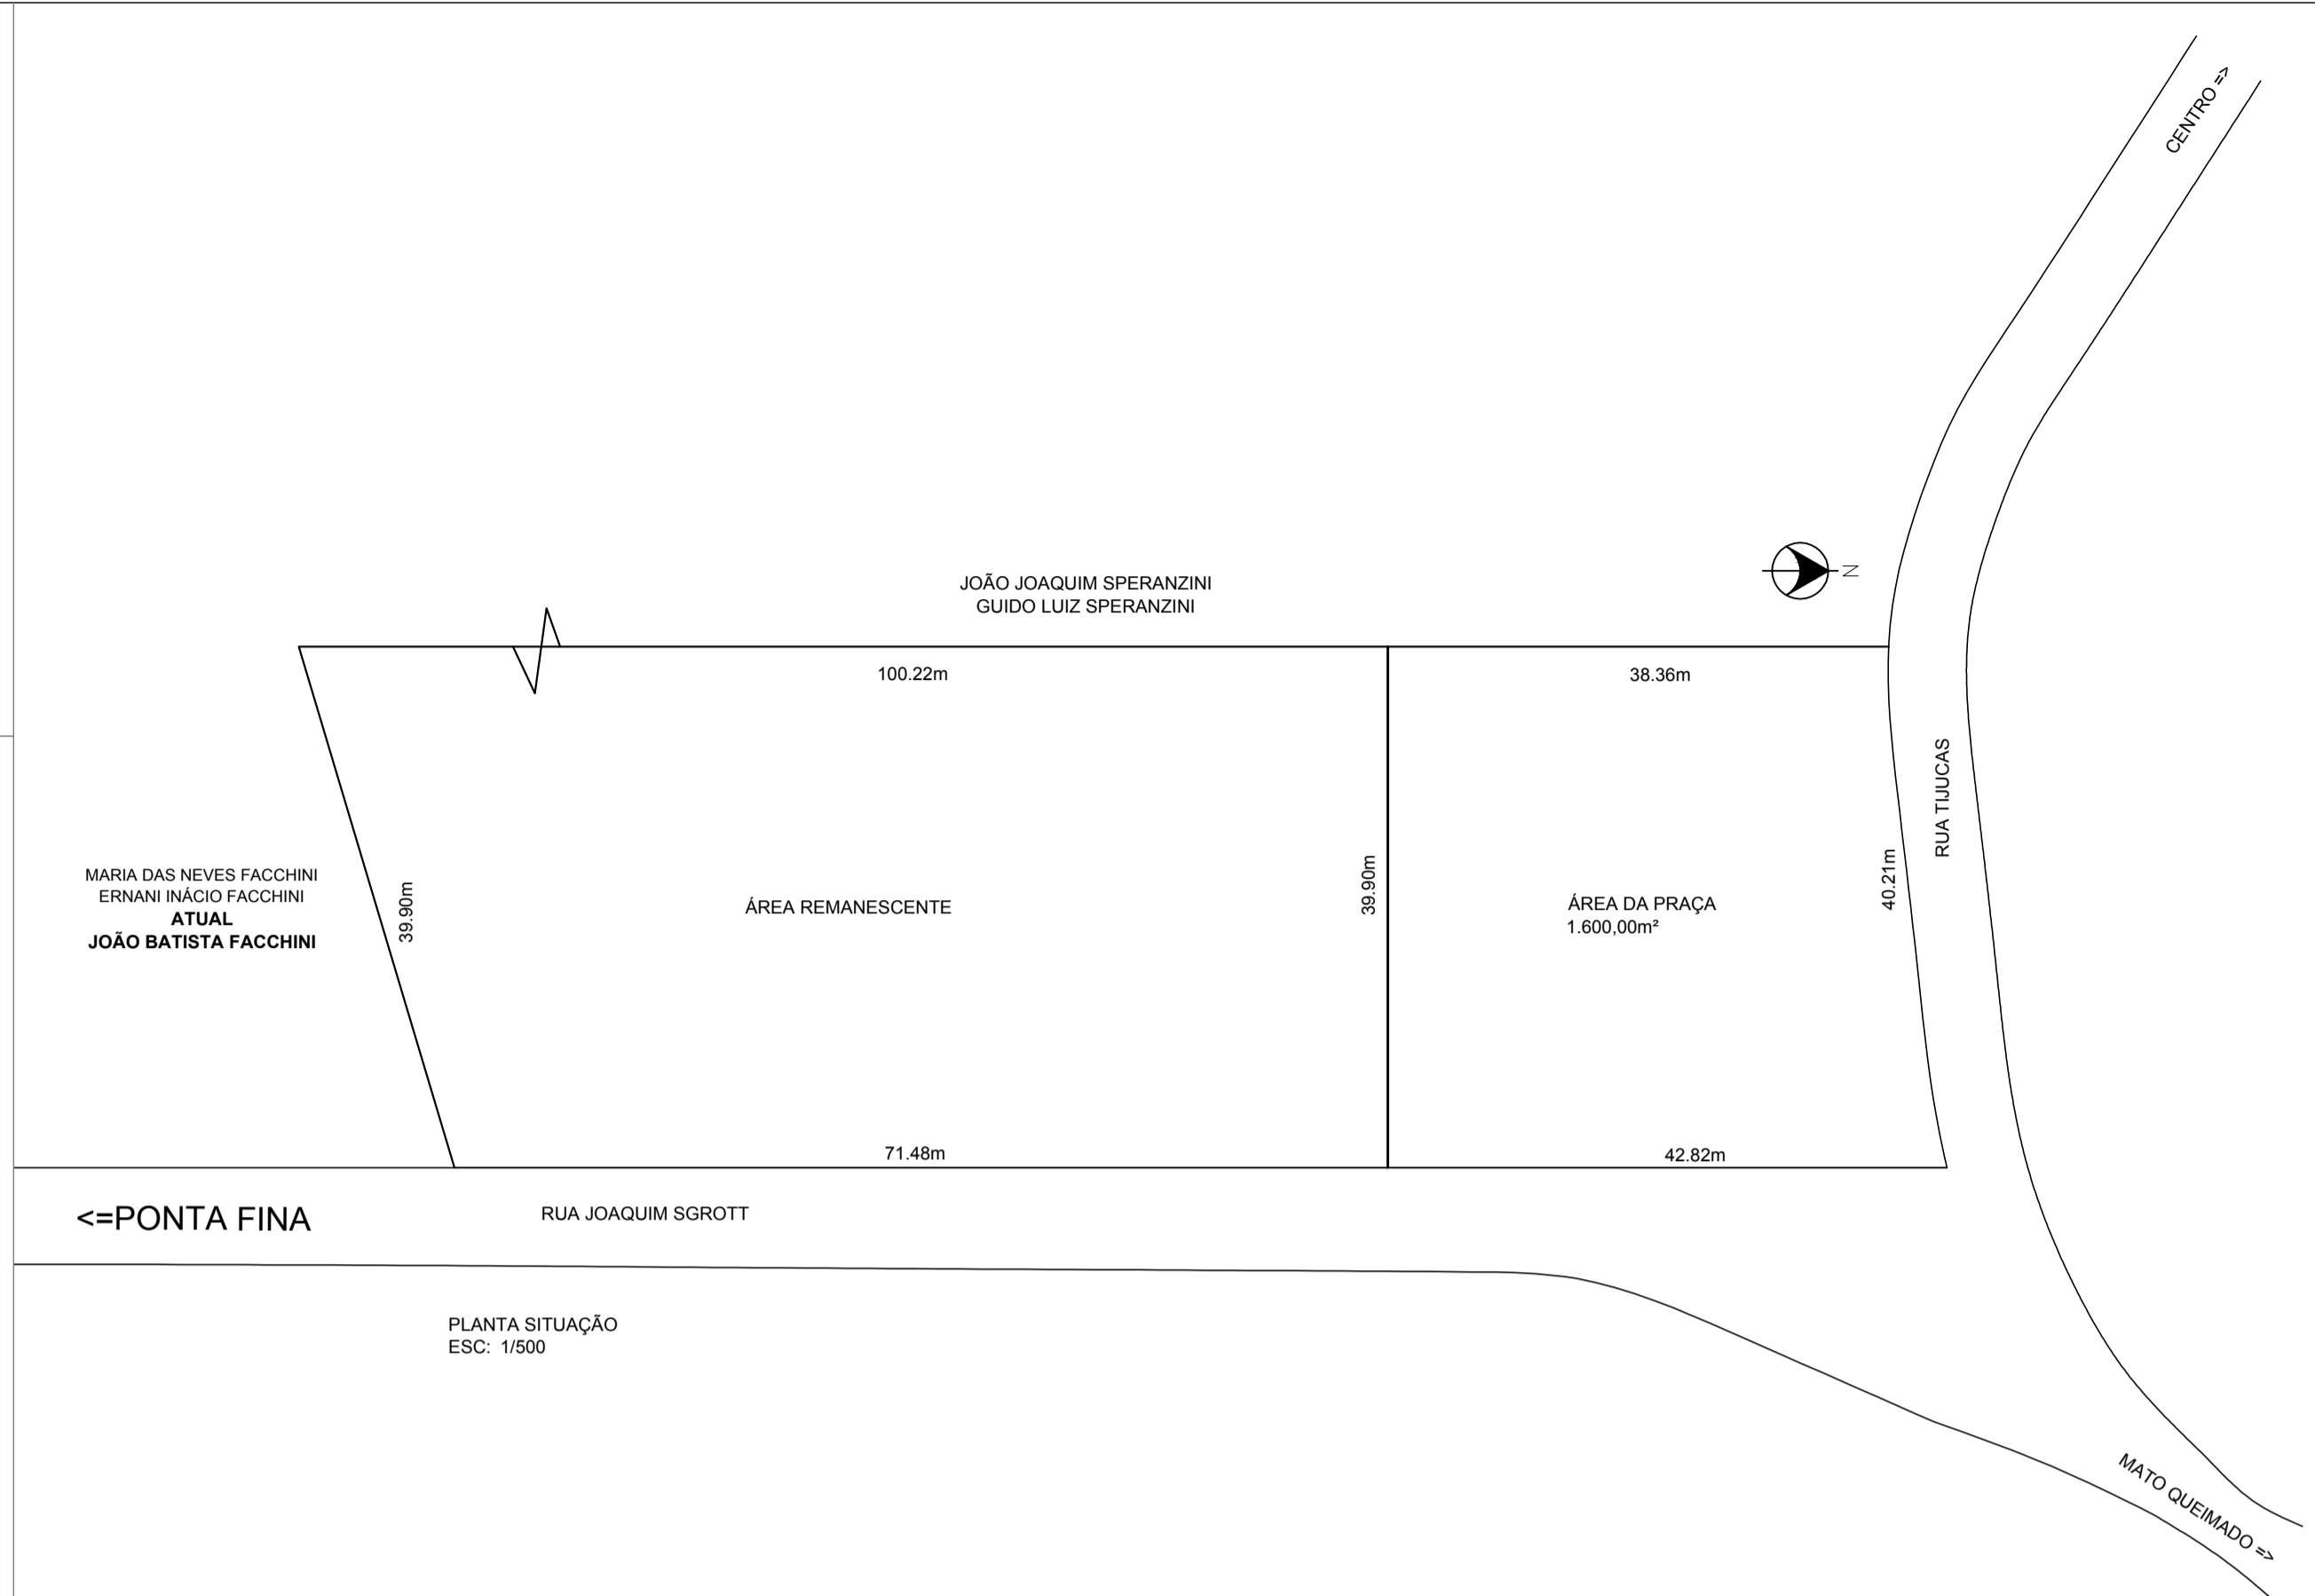 CENTRO =>
N
JOÃO JOAQUIM SPERANZINI
GUIDO LUIZ SPERANZINI
100.22m
38.36m
RUA TIJUCAS
MARIA DAS NEVES FACCHINI
ERNANI INÁCIO FACCHINI
ATUAL
JOÃO BATISTA FACCHINI
39.90m
ÁREA REMANESCENTE
39.90m
ÁREA DA PRAÇA
1.600,00m²
40.21m
71.48m
42.82m
<=PONTA FINA
RUA JOAQUIM SGROTT
PLANTA SITUAÇÃO
ESC: 1/500
MATO QUEIMADO =>